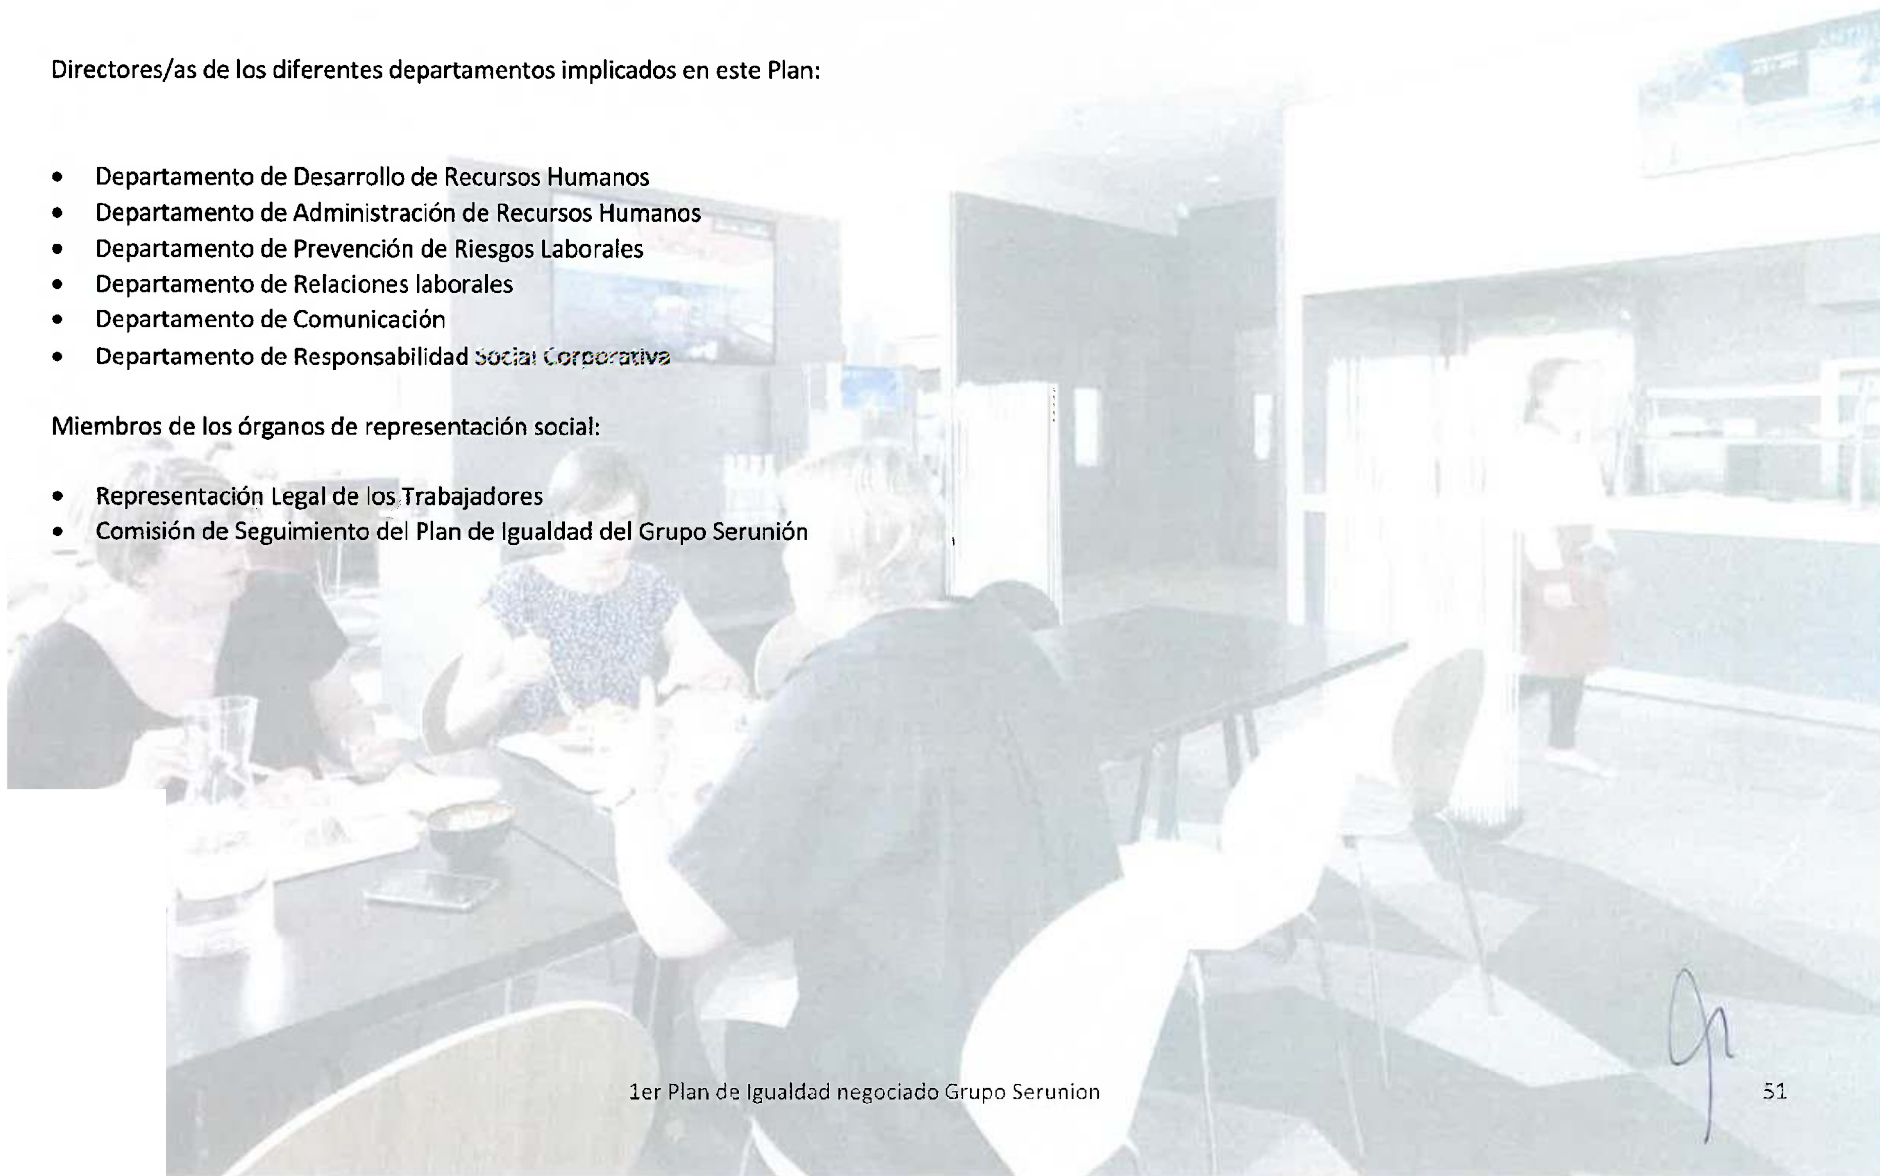 Directores/as de los diferentes departamentos implicados en este Plan:
• Departamento de Desarrollo de Recursos Humanos
• Departamento de Administración de Recursos Humanos
• Departamento de Prevención de Riesgos Laborales
• Departamento de Relaciones laborales
• Departamento de Comunicación
• Departamento de Responsabilidad Social Corporativa
Miembros de los órganos de representación social:
• Representación Legal de los Trabajadores
• Comisión de Seguimiento del Plan de Igualdad del Grupo Serunión
1er Plan de Igualdad negociado Grupo Serunion
51